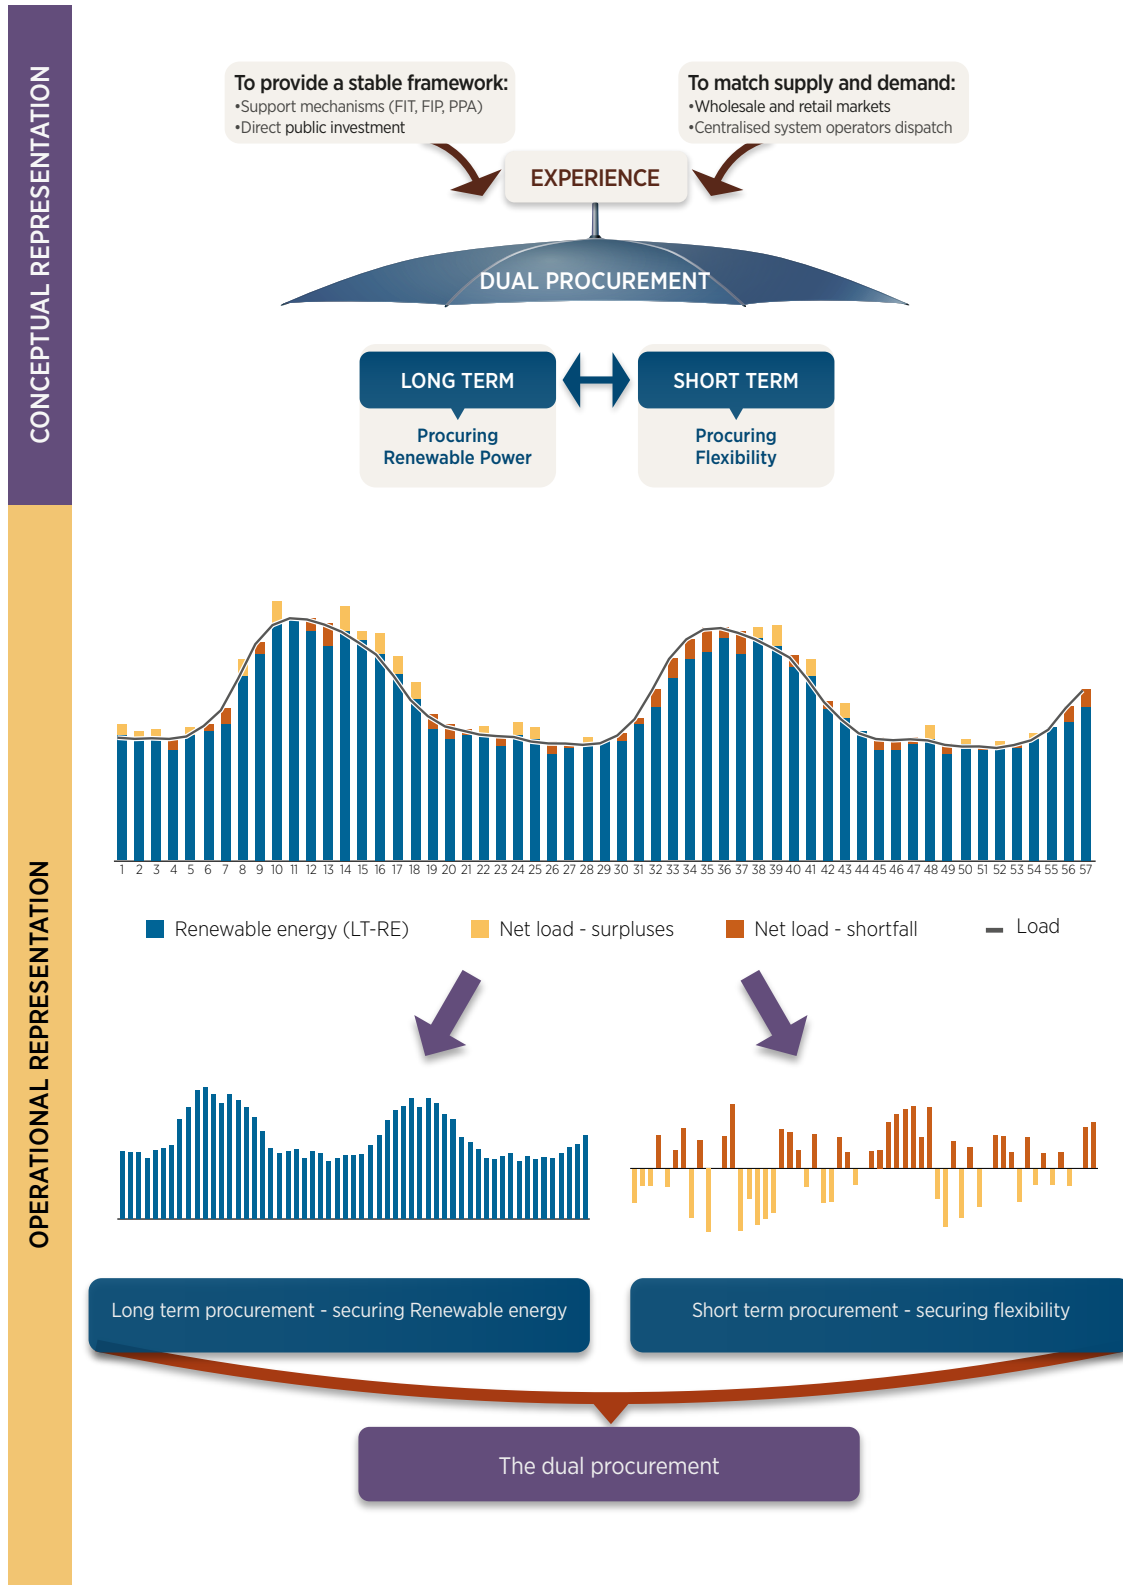 CONCEPTUAL REPRESENTATION
To provide a stable framework:
•Support mechanisms (FIT, FIP, PPA)
•Direct public investment
To match supply and demand:
•Wholesale and retail markets
•Centralised system operators dispatch
EXPERIENCE
DUAL PROCUREMENT
LONG TERM
Procuring
Renewable Power
SHORT TERM
Procuring
Flexibility
OPERATIONAL REPRESENTATION
1 2 3 4 5 6 7 8 9 10 11 12 13 14 15 16 17 18 19 20 21 22 23 24 25 26 27 28 29 30 31 32 33 34 35 36 37 38 39 40 41 42 43 44 45 46 47 48 49 50 51 52 53 54 55 56 57
Renewable energy (LT-RE) Net load - surpluses Net load - shortfall Load
Long term procurement - securing Renewable energy
Short term procurement - securing flexibility
The dual procurement